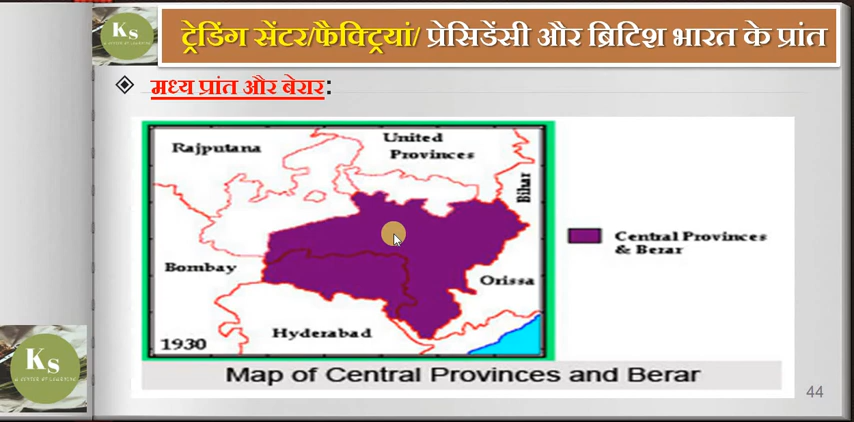 Ks
ट्रेडिंग सेंटर/फैक्ट्रियां/ प्रेसिडेंसी और ब्रिटिश भारत के प्रांत
❖ मध्य प्रांत और बेरार:
Rajputana
United
Provinces
Bihar
Central Provinces
& Berar
Bombay
Orissa
Hyderabad
1930
Map of Central Provinces and Berar
Ks
44